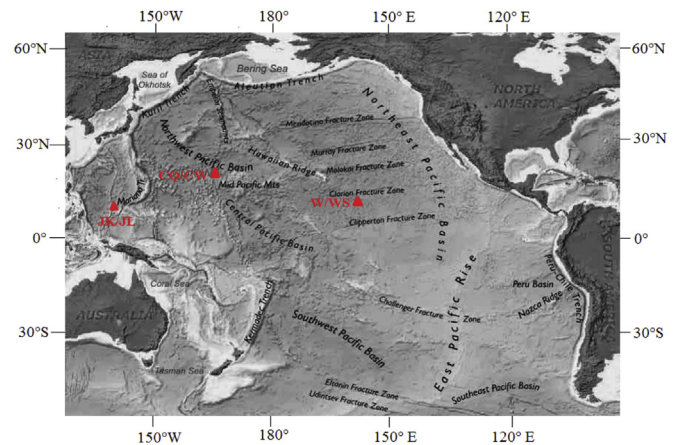 150°W 180° 150°E 120°E
60°N
60°N
ASIA
Sea of
Okhotsk
Bering Sea
Aleutian Trench
Kuril Trench
NORTH
AMERICA
Northeast Pacific Basin
Mendocino Fracture Zone
30°N
30°N
Northwest Pacific Basin
Murray Fracture Zone
Hawaiian Ridge
Molokai Fracture Zone
CQ/CW
Mid Pacific Mts
Clarion Fracture Zone
W/WS
JK/JL
Clipperton Fracture Zone
Central Pacific Basin
0°
0°
East Pacific Rise
Coral Sea
Peru Basin
Peru-Chile Trench
Nazca Ridge
AUSTRALIA
Kermadec Trench
Challenger Fracture Zone
Southwest Pacific Basin
30°S
30°S
Tasman Sea
Eltanin Fracture Zone
Udintsev Fracture Zone
Southeast Pacific Basin
150°W 180° 150°E 120°E